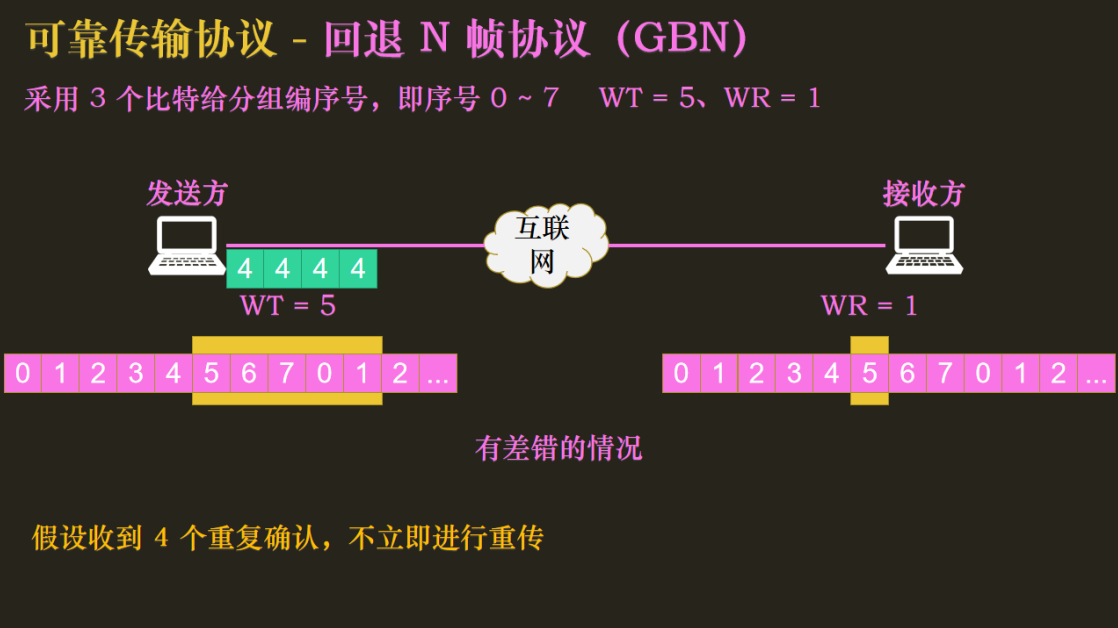 可靠传输协议 - 回退 N 帧协议（GBN）
采用 3 个比特给分组编序号，即序号 0 ~ 7 WT = 5、WR = 1
发送方
接收方
互联
网
4 4 4 4
WT = 5
WR = 1
0 1 2 3 4 5 6 7 0 1 2 ...
0 1 2 3 4 5 6 7 0 1 2 ...
有差错的情况
假设收到 4 个重复确认，不立即进行重传